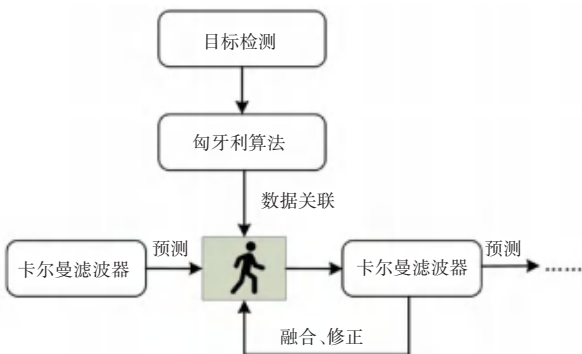 目标检测
匈牙利算法
数据关联
卡尔曼滤波器
预测
卡尔曼滤波器
预测
……
融合、修正